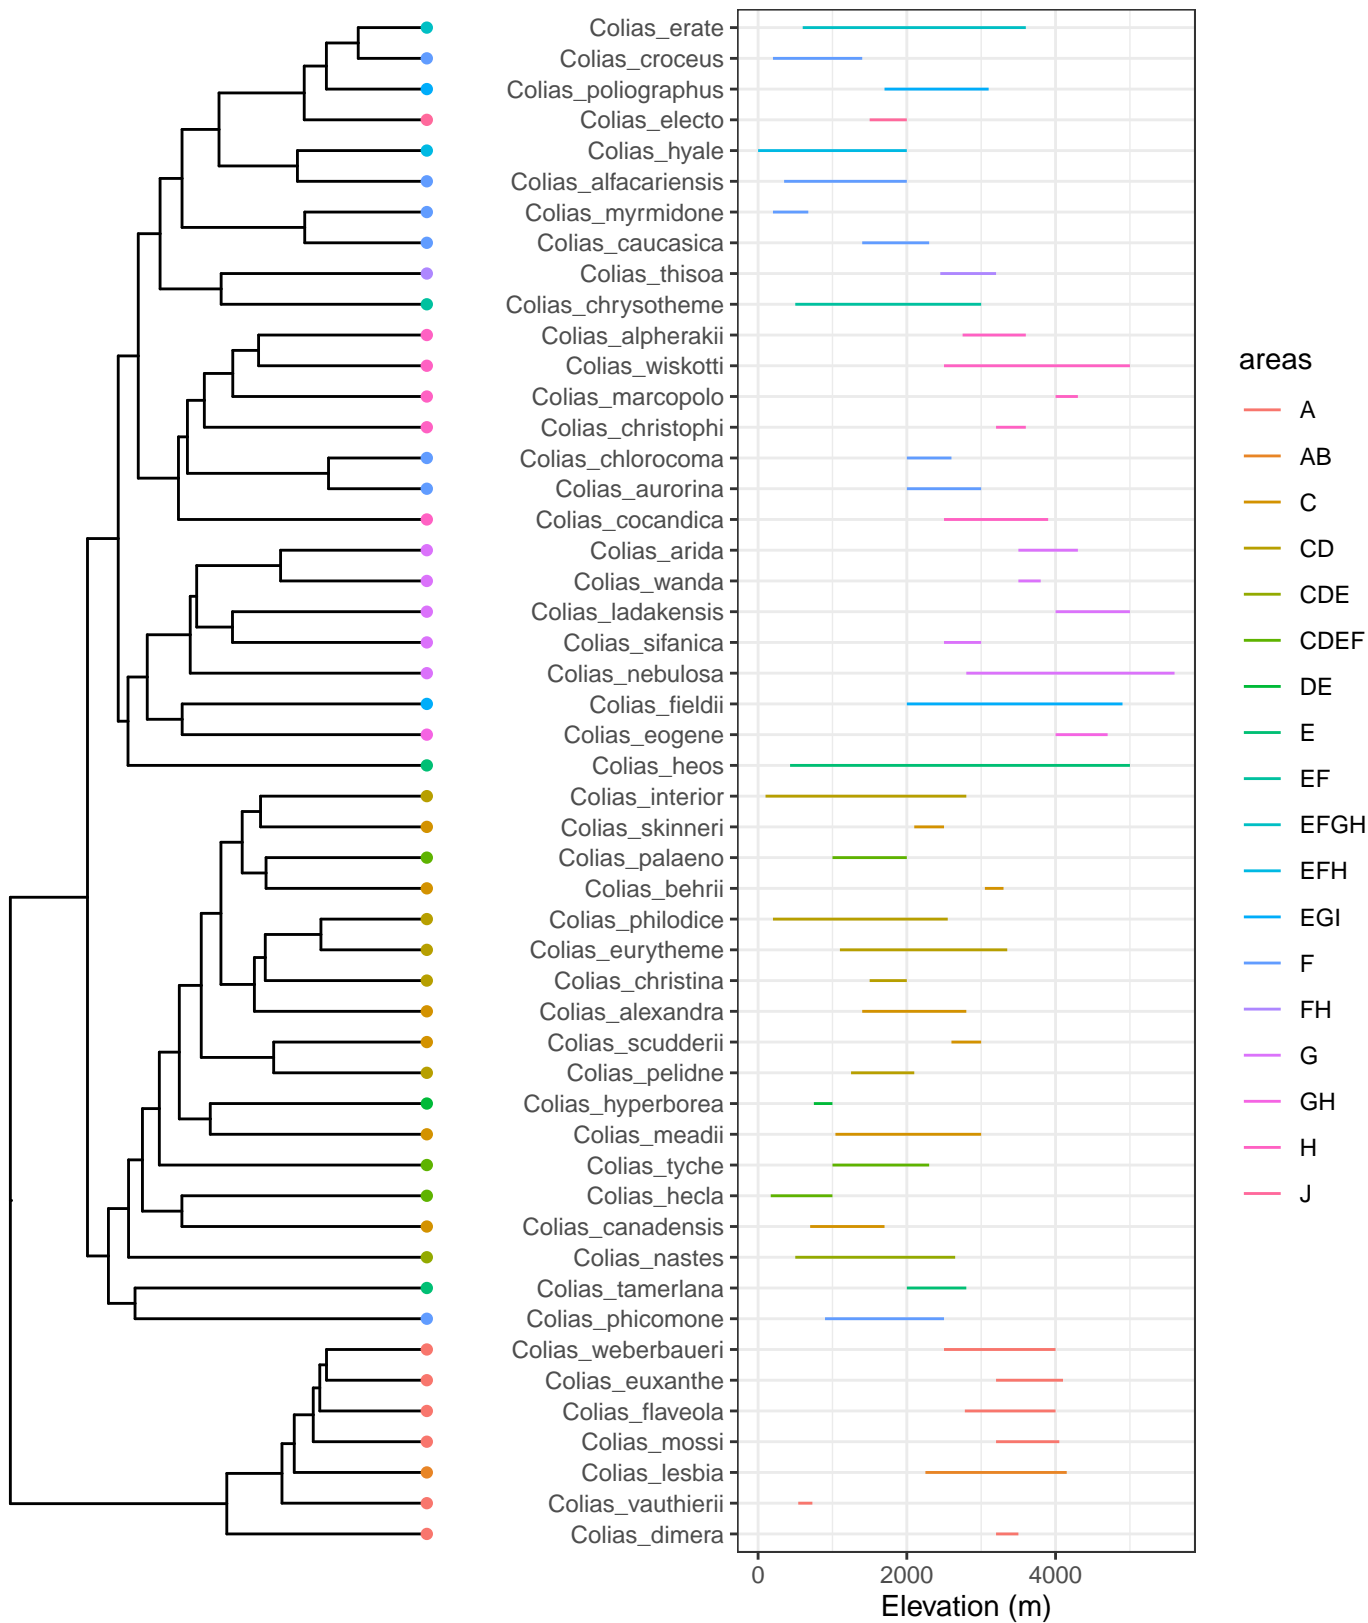 Colias_erate
Colias_croceus
Colias_poliographus
Colias_electo
Colias_hyale
Colias_alfacariensis
Colias_myrmidone
Colias_caucasica
Colias_thisoa
Colias_chrysotheme
Colias_alpherakii
Colias_wiskotti
Colias_marcopolo
Colias_christophi
Colias_chlorocoma
Colias_aurorina
Colias_cocandica
Colias_arida
Colias_wanda
Colias_ladakensis
Colias_sifanica
Colias_nebulosa
Colias_fieldii
Colias_eogene
Colias_heos
Colias_interior
Colias_skinneri
Colias_palaeno
Colias_behrii
Colias_philodice
Colias_eurytheme
Colias_christina
Colias_alexandra
Colias_scudderii
Colias_pelidne
Colias_hyperborea
Colias_meadii
Colias_tyche
Colias_hecla
Colias_canadensis
Colias_nastes
Colias_tamerlana
Colias_phicomone
Colias_weberbaueri
Colias_euxanthe
Colias_flaveola
Colias_mossi
Colias_lesbia
Colias_vauthierii
Colias_dimera
0 2000 4000
Elevation (m)
areas
A
AB
C
CD
CDE
CDEF
DE
E
EF
EFGH
EFH
EGI
F
FH
G
GH
H
J